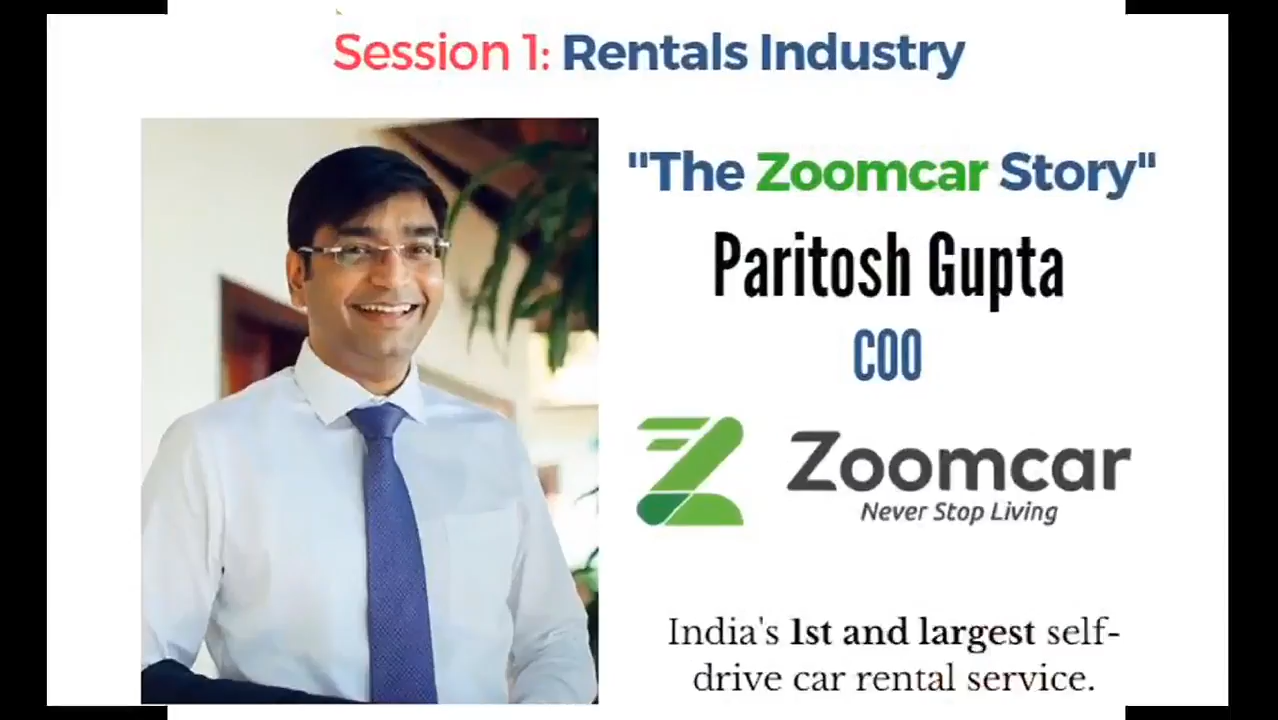 Session 1: Rentals Industry
"The Zoomcar Story"
Paritosh Gupta
COO
Zoomcar
Never Stop Living
India's 1st and largest self-
drive car rental service.